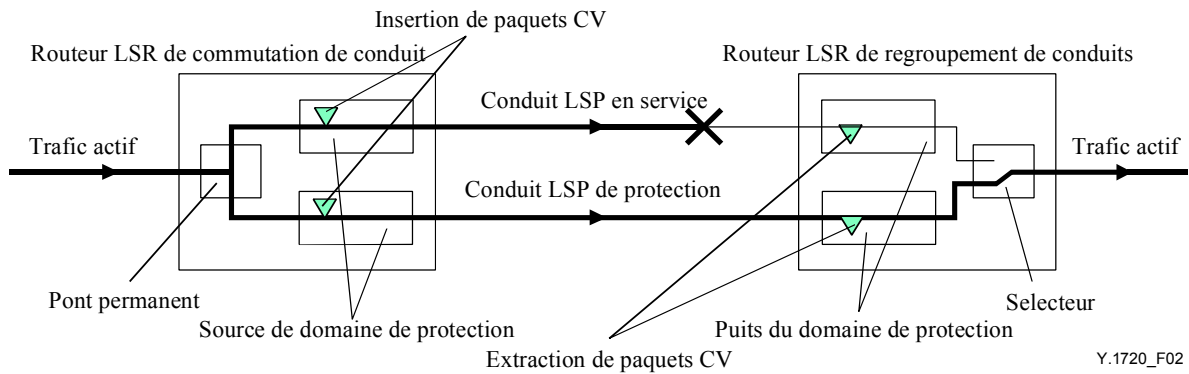 Insertion de paquets CV
Routeur LSR de commutation de conduit
Routeur LSR de regroupement de conduits
Conduit LSP en service
Trafic actif
Trafic actif
Conduit LSP de protection
Pont permanent
Selecteur
Source de domaine de protection
Puits du domaine de protection
Extraction de paquets CV
Y.1720_F02